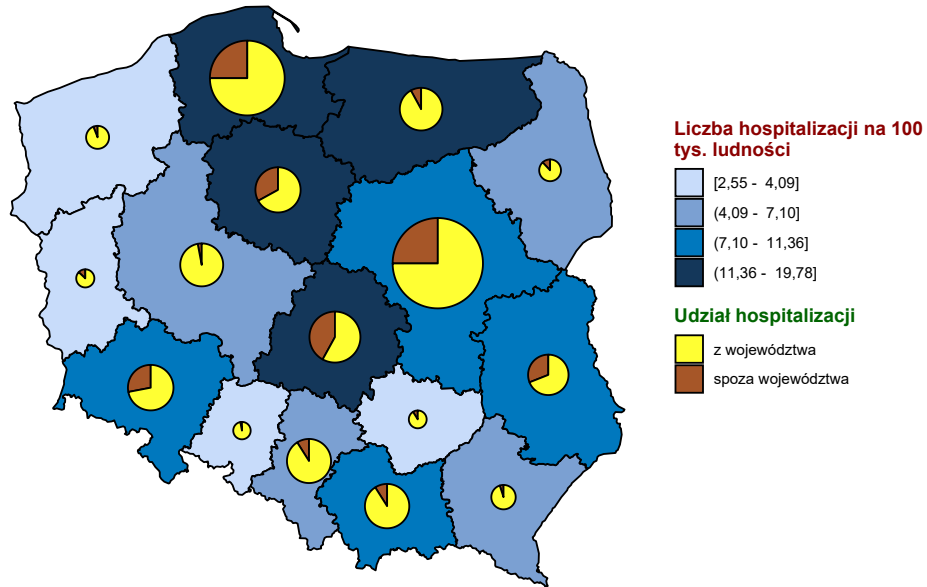 Liczba hospitalizacji na 100
tys. ludności
[2,55 - 4,09]
(4,09 - 7,10]
(7,10 - 11,36]
(11,36 - 19,78]
Udział hospitalizacji
z województwa
spoza województwa